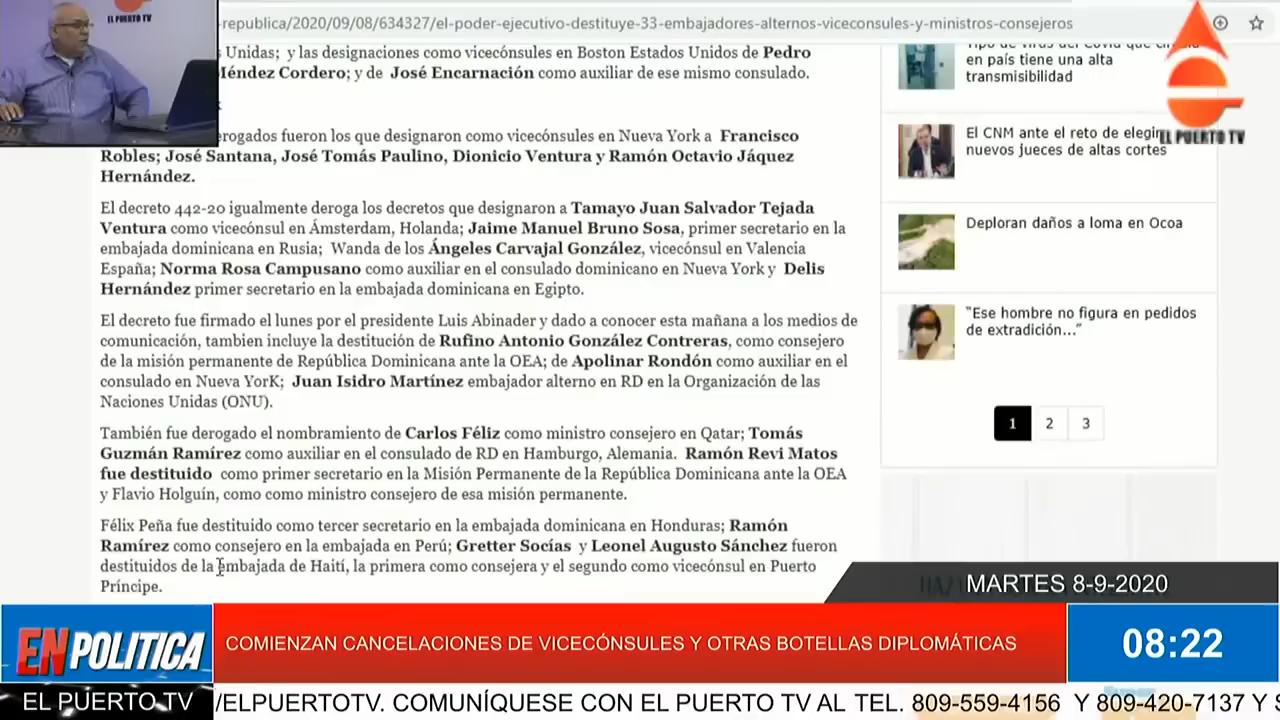 EL PUERTO TV
-republica/2020/09/08/634327/el-poder-ejecutivo-destituye-33-embajadores-alternos-viceconsules-y-ministros-consejeros
Unidas; y las designaciones como vicecónsules en Boston Estados Unidos de Pedro
Méndez Cordero; y de José Encarnación como auxiliar de ese mismo consulado.
erogados fueron los que designaron como vicecónsules en Nueva York a Francisco
Robles; José Santana, José Tomás Paulino, Dionicio Ventura y Ramón Octavio Jáquez
Hernández.
El decreto 442-20 igualmente deroga los decretos que designaron a Tamayo Juan Salvador Tejada
Ventura como vicecónsul en Ámsterdam, Holanda; Jaime Manuel Bruno Sosa, primer secretario en la
embajada dominicana en Rusia; Wanda de los Ángeles Carvajal González, vicecónsul en Valencia
España; Norma Rosa Campusano como auxiliar en el consulado dominicano en Nueva York y Delis
Hernández primer secretario en la embajada dominicana en Egipto.
El decreto fue firmado el lunes por el presidente Luis Abinader y dado a conocer esta mañana a los medios de
comunicación, tambien incluye la destitución de Rufino Antonio González Contreras, como consejero
de la misión permanente de República Dominicana ante la OEA; de Apolinar Rondón como auxiliar en el
consulado en Nueva YorK; Juan Isidro Martínez embajador alterno en RD en la Organización de las
Naciones Unidas (ONU).
También fue derogado el nombramiento de Carlos Féliz como ministro consejero en Qatar; Tomás
Guzmán Ramírez como auxiliar en el consulado de RD en Hamburgo, Alemania. Ramón Revi Matos
fue destituido como primer secretario en la Misión Permanente de la República Dominicana ante la OEA
y Flavio Holguín, como como ministro consejero de esa misión permanente.
Félix Peña fue destituido como tercer secretario en la embajada dominicana en Honduras; Ramón
Ramírez como consejero en la embajada en Perú; Gretter Socías y Leonel Augusto Sánchez fueron
destituidos de la embajada de Haití, la primera como consejera y el segundo como vicecónsul en Puerto
Príncipe.
Tipo de virus del Covid que circula
en país tiene una alta
transmisibilidad
El CNM ante el reto de elegir
nuevos jueces de altas cortes
EL PUERTO TV
Deploran daños a loma en Ocoa
"Ese hombre no figura en pedidos
de extradición..."
1 2 3
MARTES 8-9-2020
EN POLITICA
COMIENZAN CANCELACIONES DE VICECÓNSULES Y OTRAS BOTELLAS DIPLOMÁTICAS
08:22
EL PUERTO TV
/ELPUERTOTV. COMUNÍQUESE CON EL PUERTO TV AL TEL. 809-559-4156 Y 809-420-7137 Y S